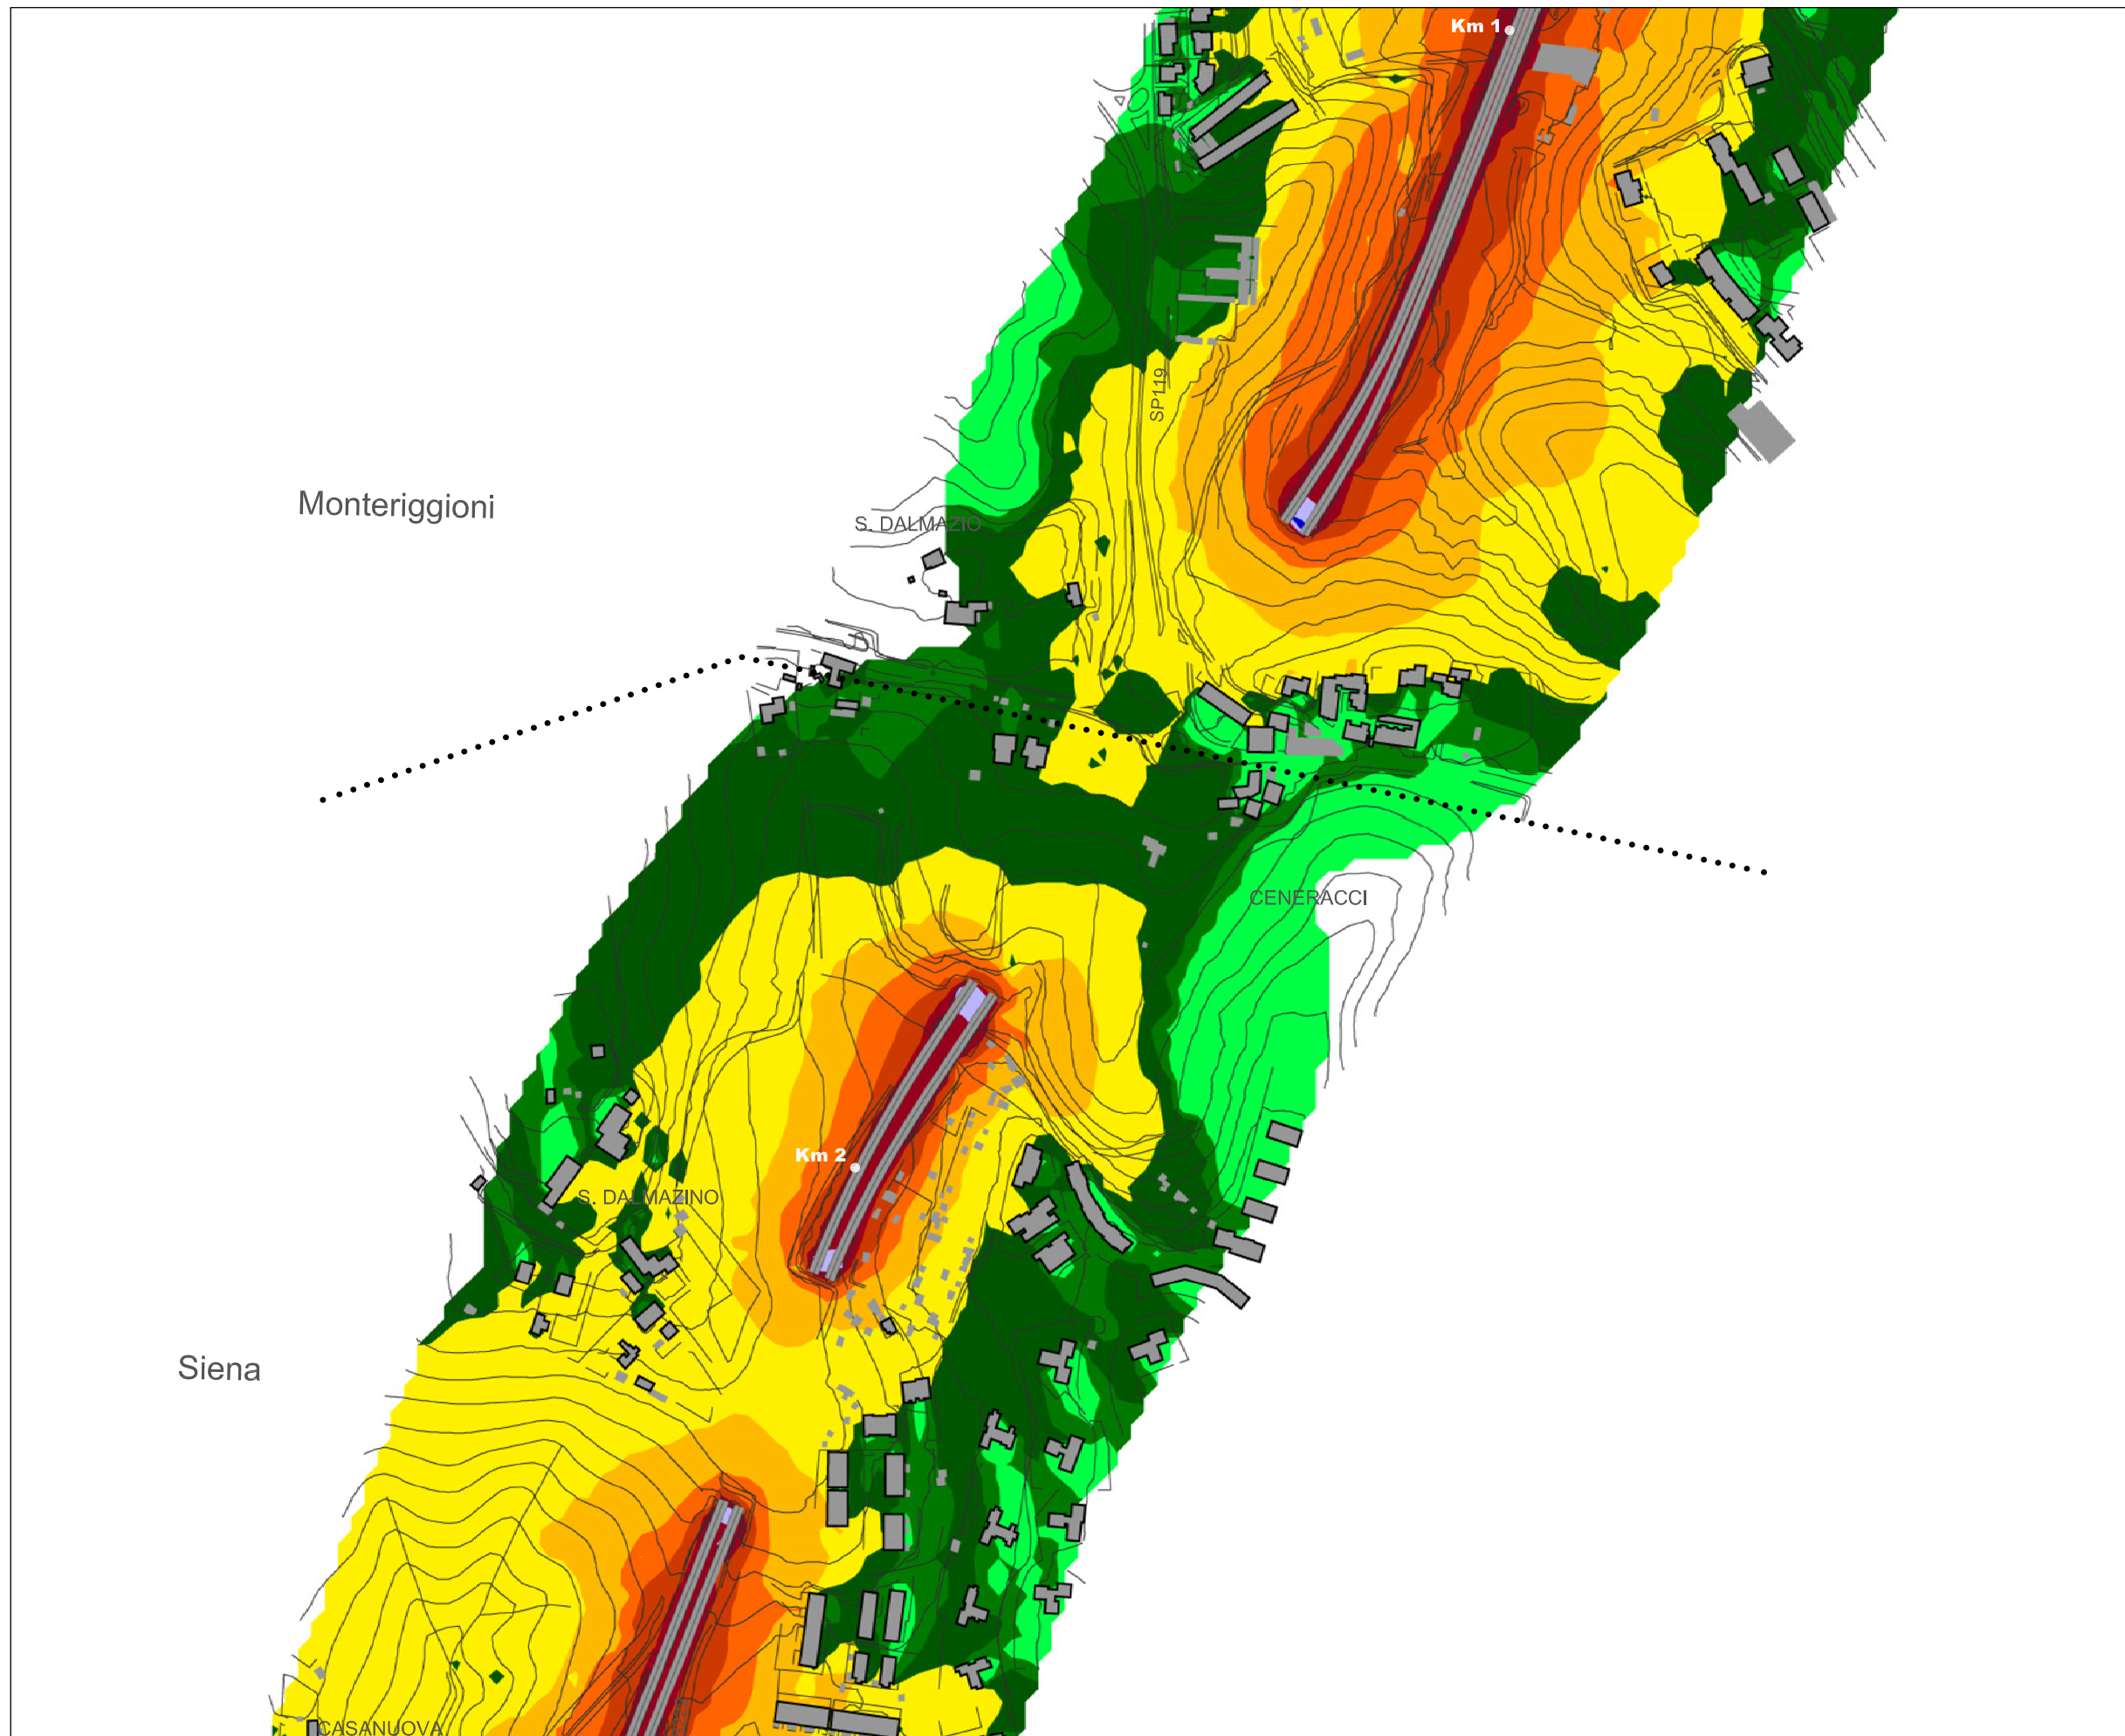 Km 1
SP119
Monteriggioni
S. DALMAZIO
CENERACCI
Km 2
S. DALMAZINO
Siena
CASANUOVA